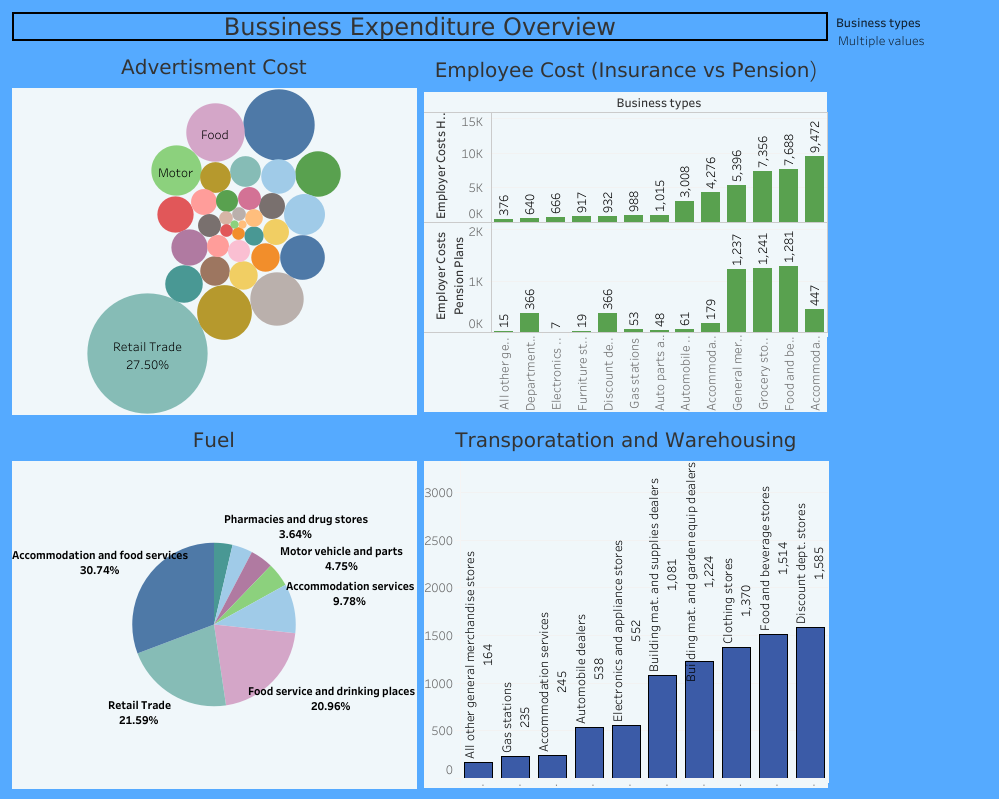 Bussiness Expenditure Overview
Business types
Multiple values
Advertisment Cost
Food
Motor
Retail Trade
27.50%
Employee Cost (Insurance vs Pension)
Business types
Employer Costs H..
15K
10K
5K
0K
376
640
666
917
932
988
1,015
3,008
4,276
5,396
7,356
7,688
9,472
Employer Costs
Pension Plans
2K
1K
0K
15
366
7
19
366
53
48
61
179
1,237
1,241
1,281
447
All other ge..
Department..
Electronics ..
Furniture st..
Discount de..
Gas stations
Auto parts a..
Automobile ..
Accommoda..
General mer..
Grocery sto..
Food and be..
Accommoda..
Fuel
Pharmacies and drug stores
3.64%
Motor vehicle and parts
4.75%
Accommodation services
9.78%
Food service and drinking places
20.96%
Retail Trade
21.59%
Accommodation and food services
30.74%
Transporatation and Warehousing
3000
2500
2000
1500
1000
500
0
All other general merchandise stores
164
Gas stations
235
Accommodation services
245
Automobile dealers
538
Electronics and appliance stores
552
Building mat. and supplies dealers
1,081
Building mat. and garden equip dealers
1,224
Clothing stores
1,370
Food and beverage stores
1,514
Discount dept. stores
1,585